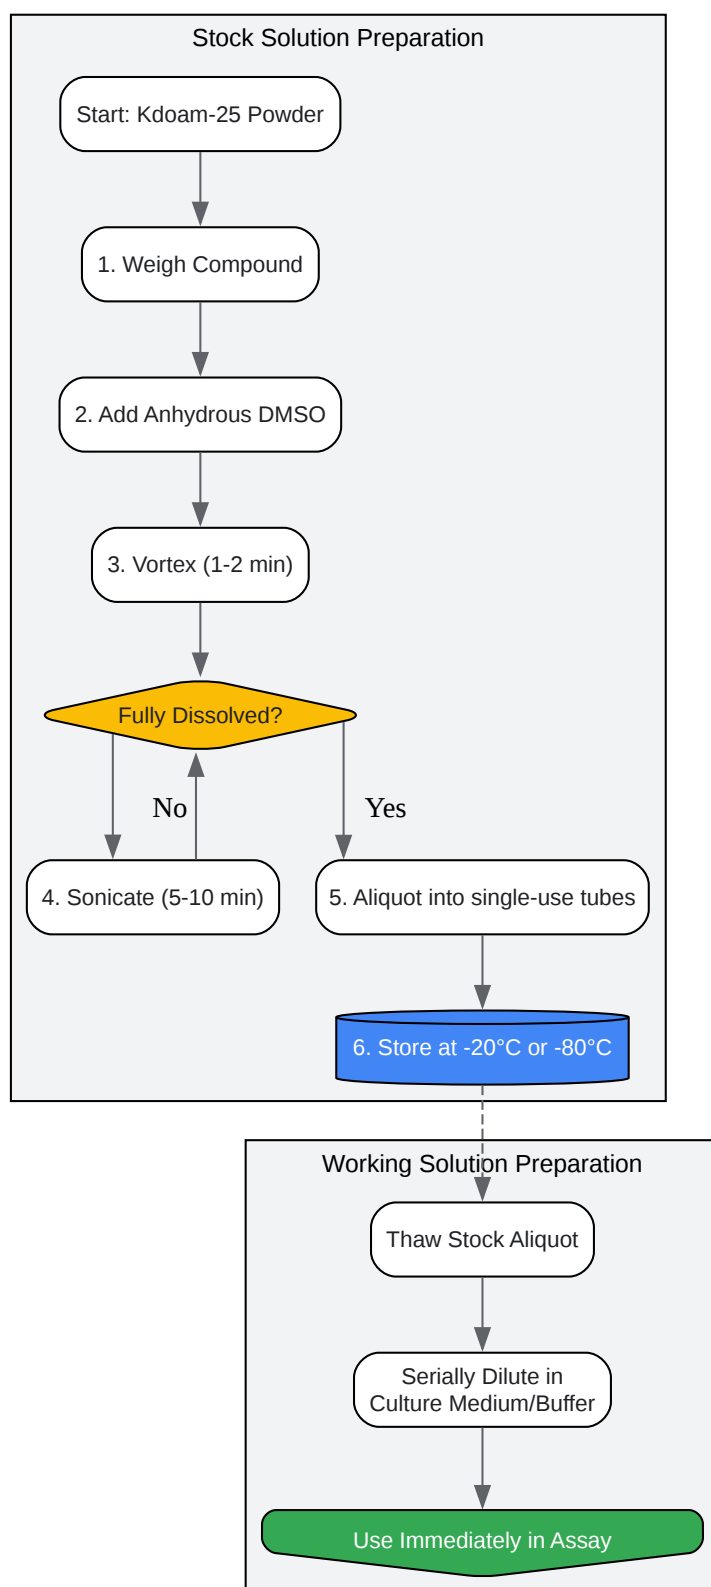 Stock Solution Preparation
Start: Kdoam-25 Powder
1. Weigh Compound
2. Add Anhydrous DMSO
3. Vortex (1-2 min)
Fully Dissolved?
No
Yes
4. Sonicate (5-10 min)
5. Aliquot into single-use tubes
6. Store at -20°C or -80°C
Working Solution Preparation
Thaw Stock Aliquot
Serially Dilute in
Culture Medium/Buffer
Use Immediately in Assay